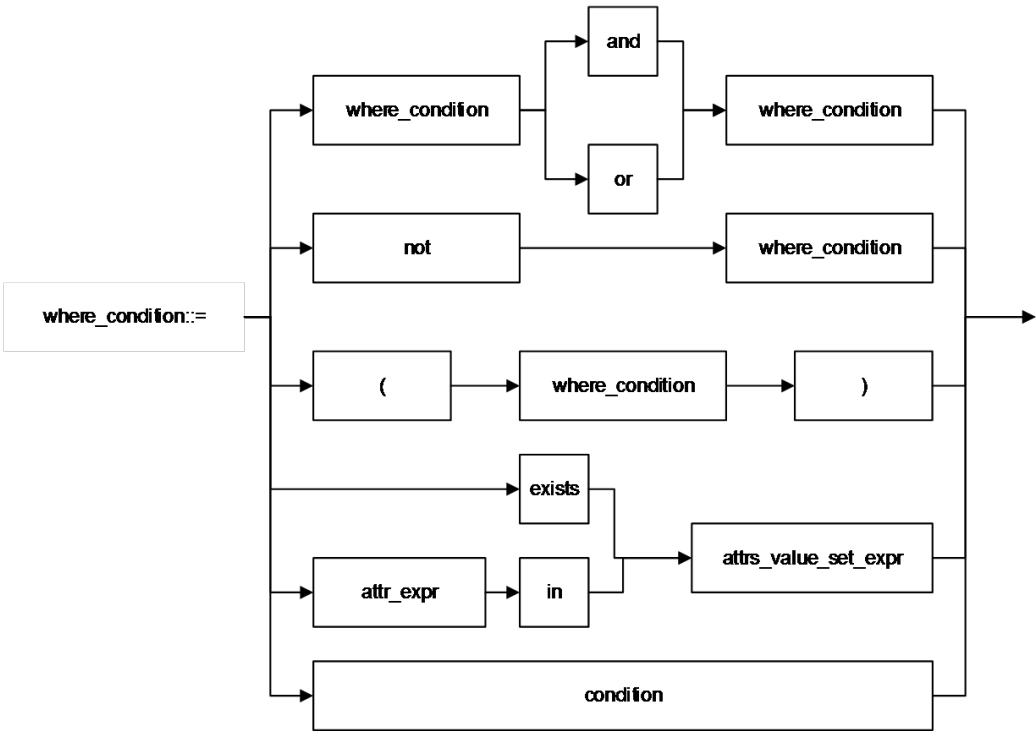 and
where_condition
where_condition
or
not
where_condition
where_condition::=
(
where_condition
)
exists
attrs_value_set_expr
attr_expr
in
condition